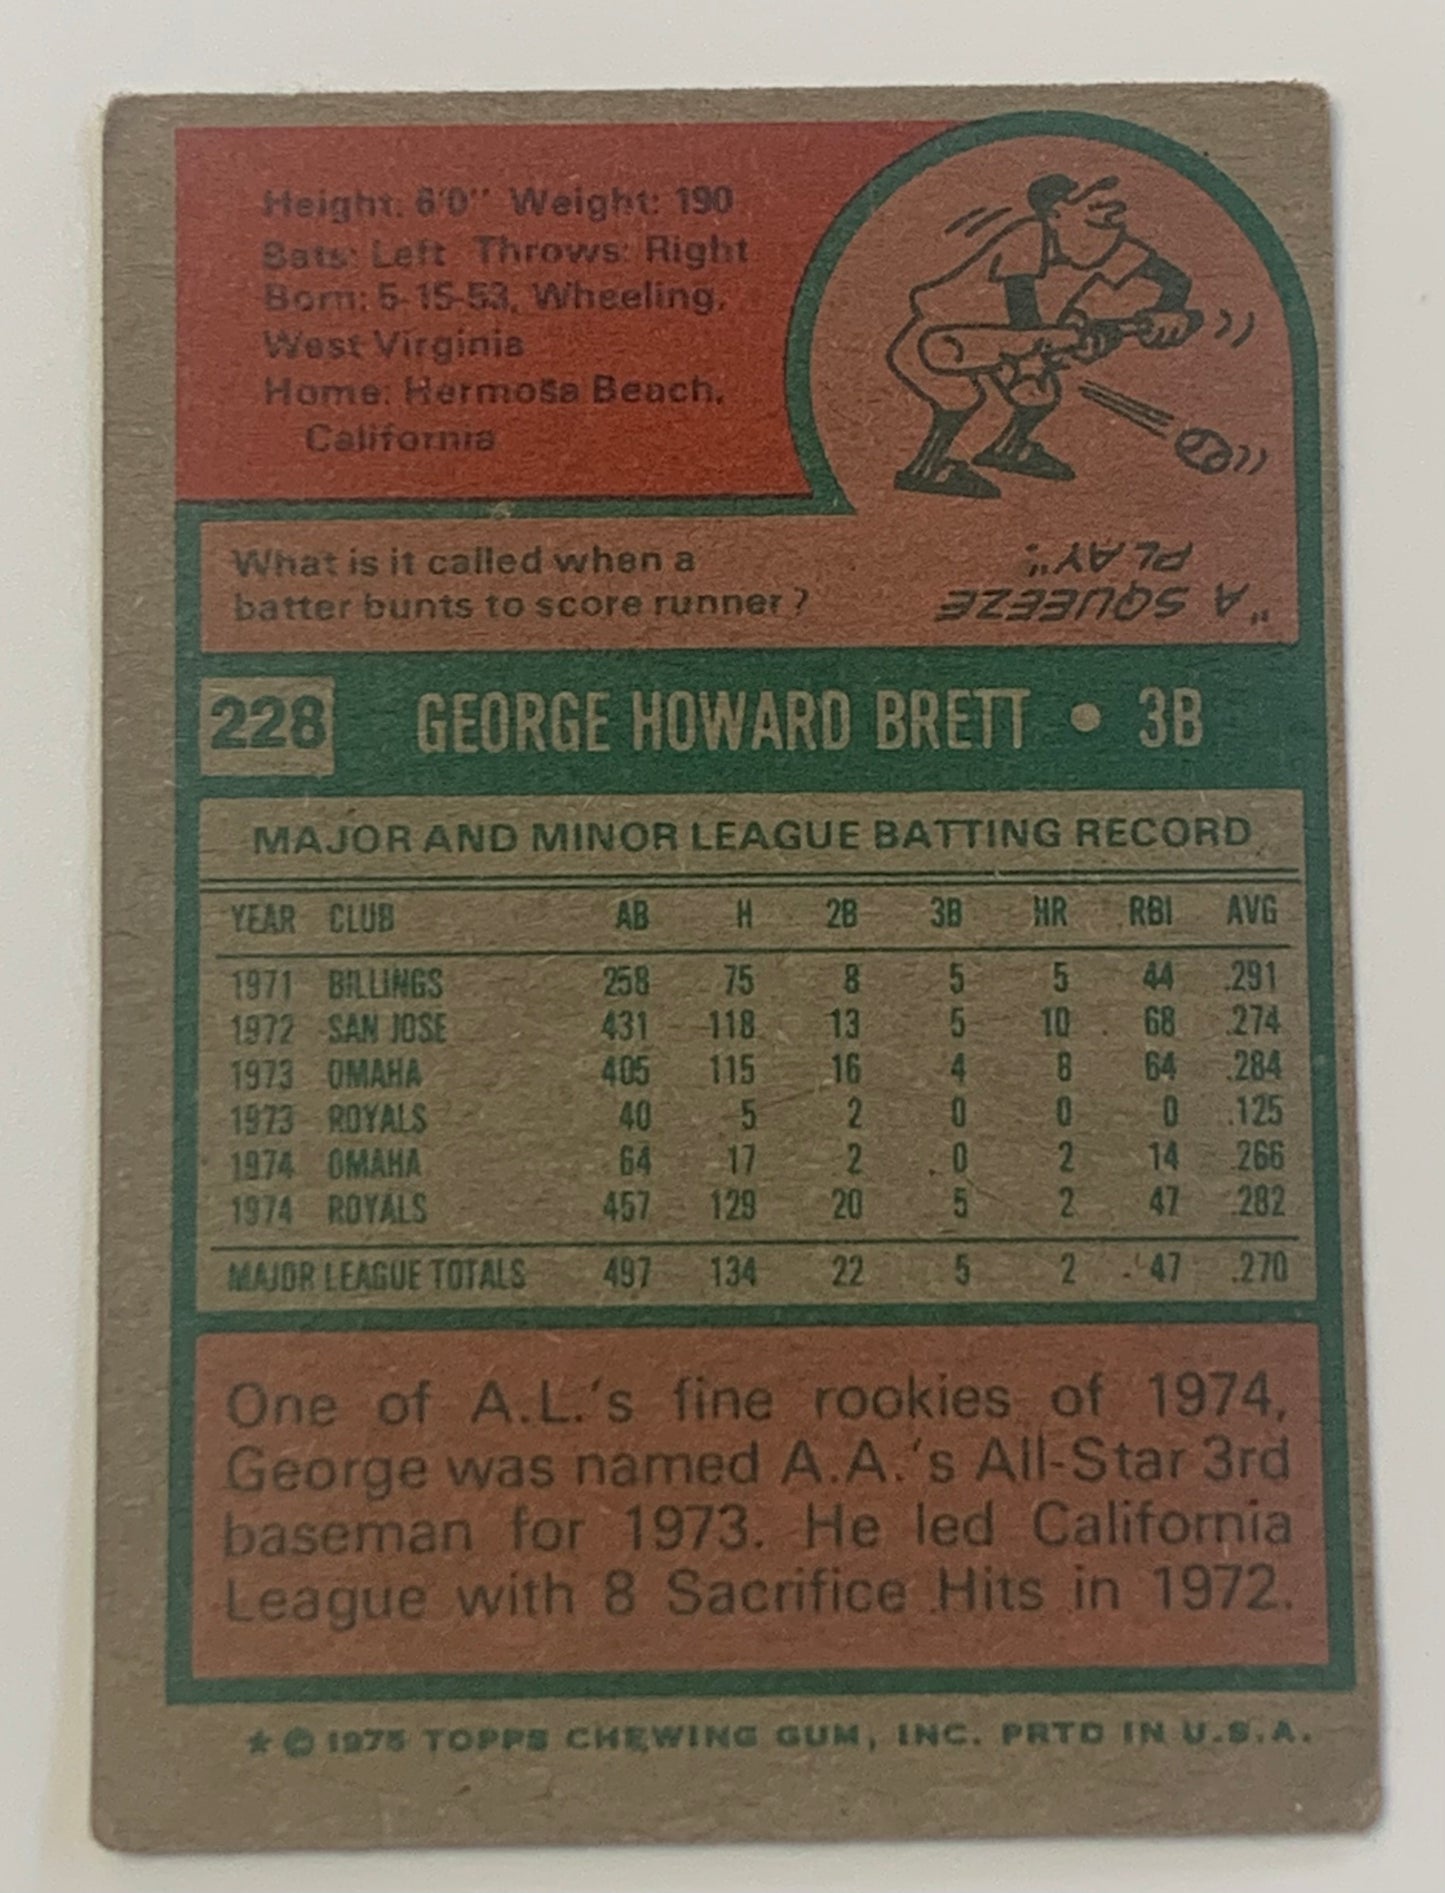 Height: 6'0" Weight: 190
Bats: Left Throws: Right
Born: 5-15-53, Wheeling,
West Virginia
Home: Hermosa Beach,
California
What is it called when a
batter bunts to score runner?
"A SQUEEZE
PLAY".
228 GEORGE HOWARD BRETT • 3B
MAJOR AND MINOR LEAGUE BATTING RECORD
YEAR CLUB AB H 2B 3B HR RBI AVG
1971 BILLINGS 258 75 8 5 5 44 .291
1972 SAN JOSE 431 118 13 5 10 68 .274
1973 OMAHA 405 115 16 4 8 64 .284
1973 ROYALS 40 5 2 0 0 0 .125
1974 OMAHA 64 17 2 0 2 14 .266
1974 ROYALS 457 129 20 5 2 47 .282
MAJOR LEAGUE TOTALS 497 134 22 5 2 47 .270
One of A.L.'s fine rookies of 1974,
George was named A.A.'s All-Star 3rd
baseman for 1973. He led California
League with 8 Sacrifice Hits in 1972.
★ © 1975 TOPPS CHEWING GUM, INC. PRTD IN U.S.A.